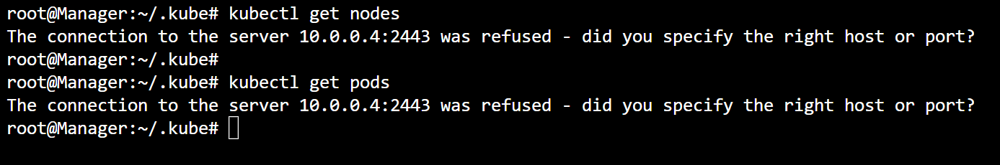 root@Manager:~/.kube# kubectl get nodes
The connection to the server 10.0.0.4:2443 was refused - did you specify the right host or port?
root@Manager:~/.kube#
root@Manager:~/.kube# kubectl get pods
The connection to the server 10.0.0.4:2443 was refused - did you specify the right host or port?
root@Manager:~/.kube#